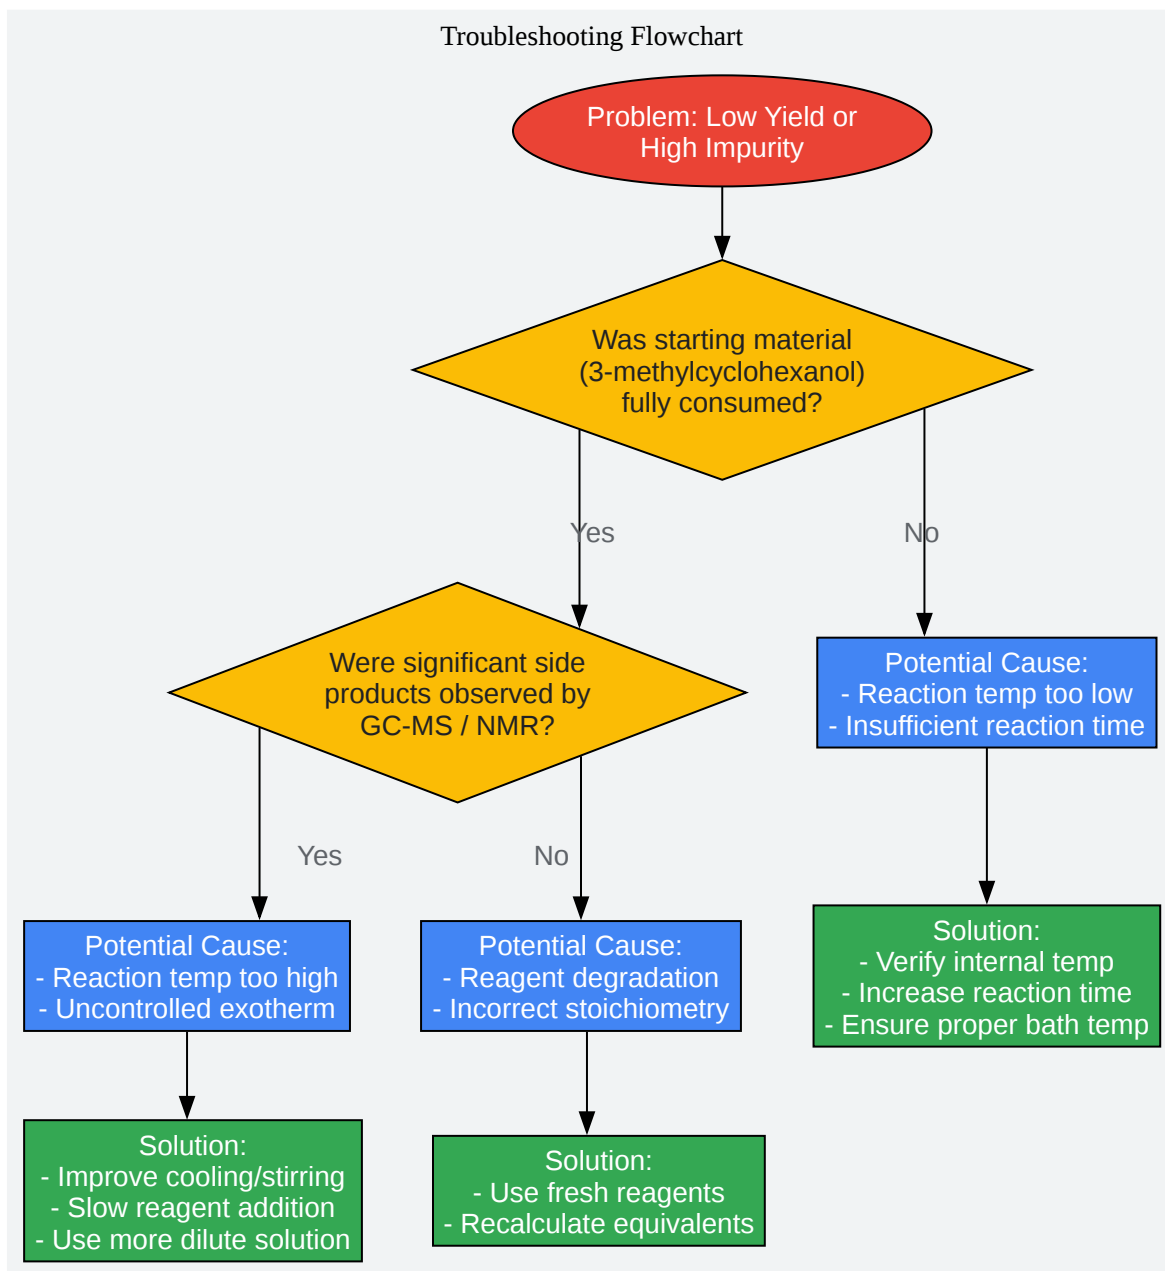 Troubleshooting Flowchart
Problem: Low Yield or
High Impurity
Was starting material
(3-methylcyclohexanol)
fully consumed?
Yes
No
Were significant side
products observed by
GC-MS / NMR?
Potential Cause:
- Reaction temp too low
- Insufficient reaction time
Yes
No
Potential Cause:
- Reaction temp too high
- Uncontrolled exotherm
Potential Cause:
- Reagent degradation
- Incorrect stoichiometry
Solution:
- Verify internal temp
- Increase reaction time
- Ensure proper bath temp
Solution:
- Improve cooling/stirring
- Slow reagent addition
- Use more dilute solution
Solution:
- Use fresh reagents
- Recalculate equivalents